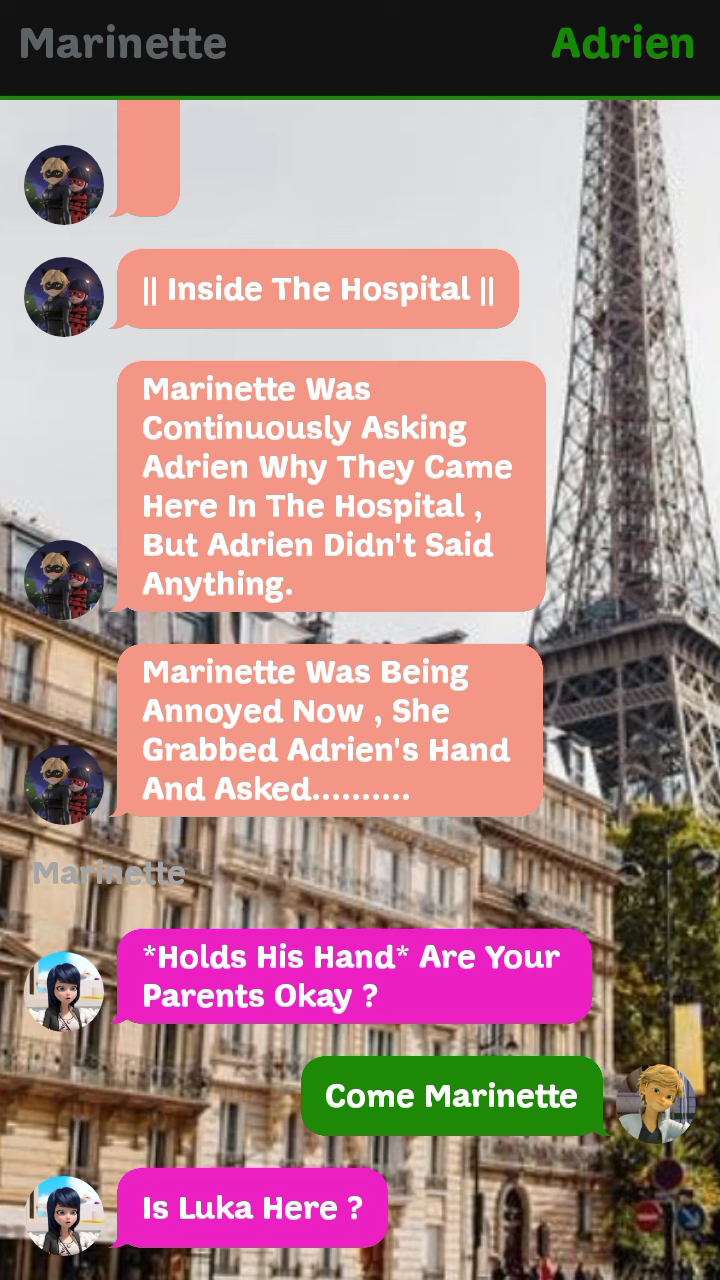 Marinette
Adrien
|| Inside The Hospital ||
Marinette Was
Continuously Asking
Adrien Why They Came
Here In The Hospital ,
But Adrien Didn't Said
Anything.
Marinette Was Being
Annoyed Now , She
Grabbed Adrien's Hand
And Asked..........
Marinette
*Holds His Hand* Are Your
Parents Okay ?
Come Marinette
Is Luka Here ?